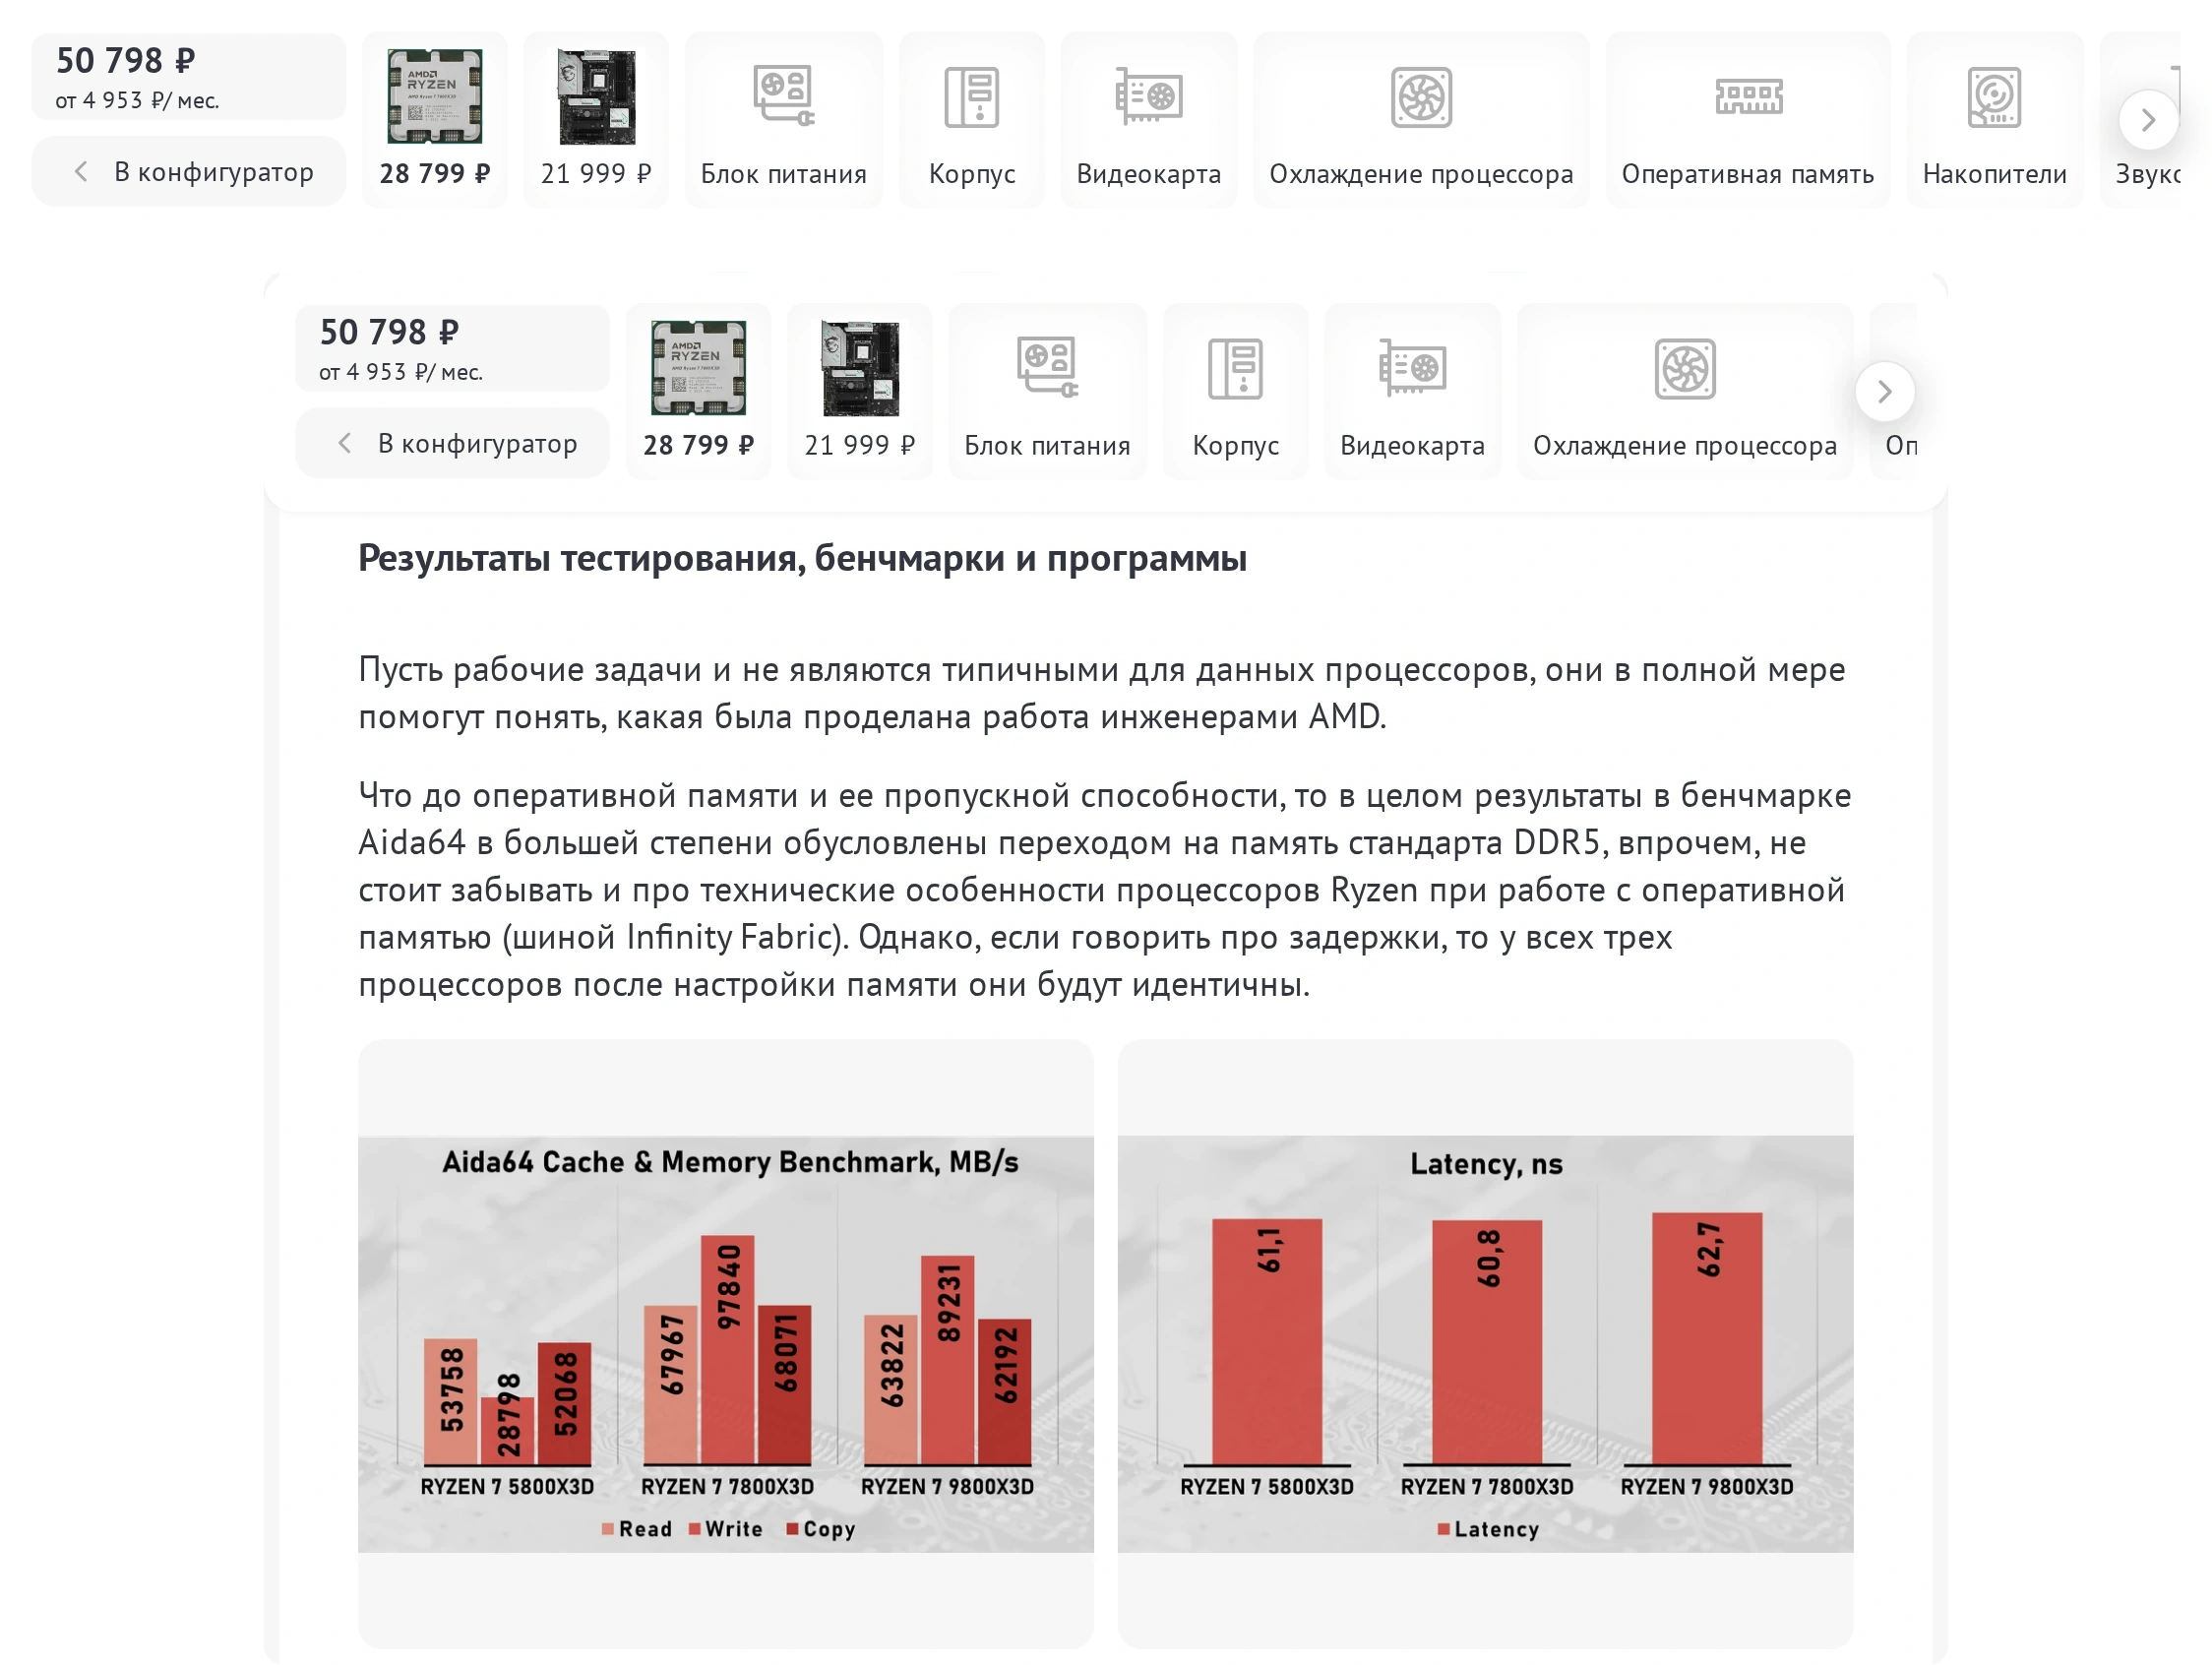 50 798 ₽
от 4 953 ₽/ мес.
В конфигуратор
AMD
RYZEN
28 799 ₽
21 999 ₽
Блок питания
Корпус
Видеокарта
Охлаждение процессора
Оперативная память
Накопители
Звукс
50 798 ₽
от 4 953 ₽/ мес.
В конфигуратор
AMD
RYZEN
28 799 ₽
21 999 ₽
Блок питания
Корпус
Видеокарта
Охлаждение процессора
Оп
Результаты тестирования, бенчмарки и программы
Пусть рабочие задачи и не являются типичными для данных процессоров, они в полной мере
помогут понять, какая была проделана работа инженерами AMD.
Что до оперативной памяти и ее пропускной способности, то в целом результаты в бенчмарке
Aida64 в большей степени обусловлены переходом на память стандарта DDR5, впрочем, не
стоит забывать и про технические особенности процессоров Ryzen при работе с оперативной
памятью (шиной Infinity Fabric). Однако, если говорить про задержки, то у всех трех
процессоров после настройки памяти они будут идентичны.
Aida64 Cache & Memory Benchmark, MB/s
53758
28798
52068
67967
97840
68071
63822
89231
62192
RYZEN 7 5800X3D
RYZEN 7 7800X3D
RYZEN 7 9800X3D
Read
Write
Copy
Latency, ns
61,1
60,8
62,7
RYZEN 7 5800X3D
RYZEN 7 7800X3D
RYZEN 7 9800X3D
Latency